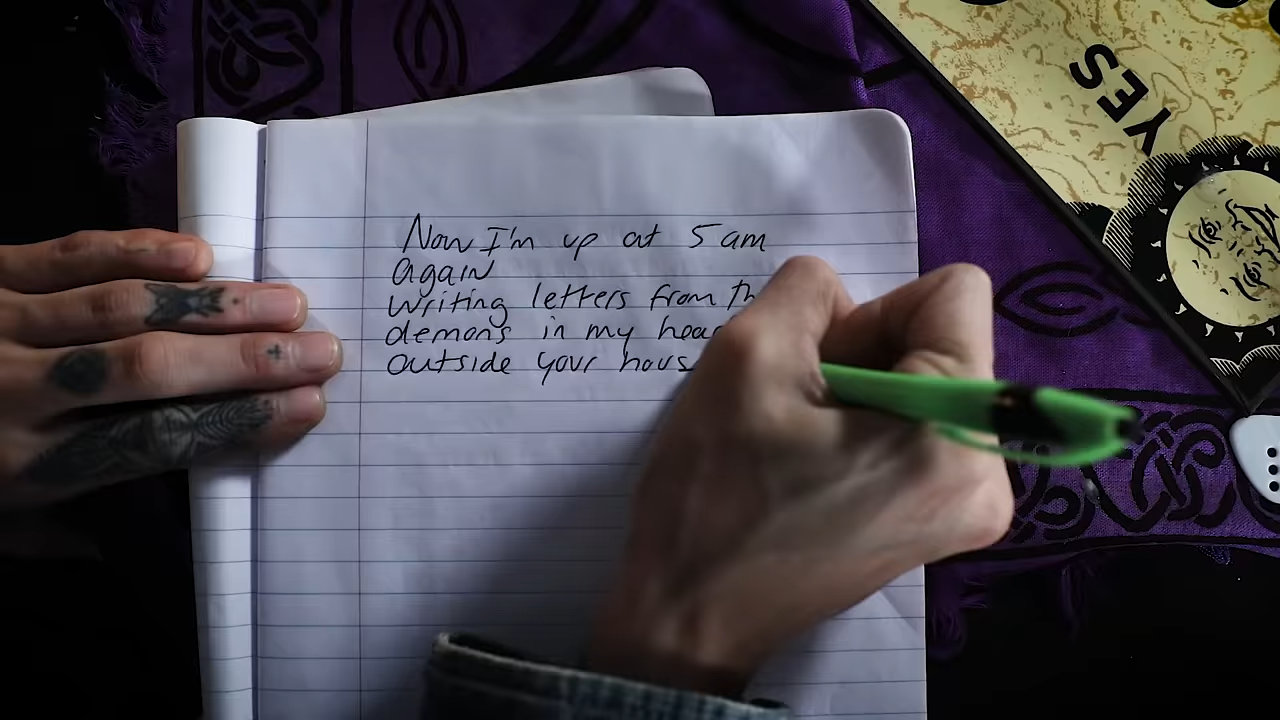 Now I'm up at 5 am
again
writing letters from
demons in my
outside your
YES